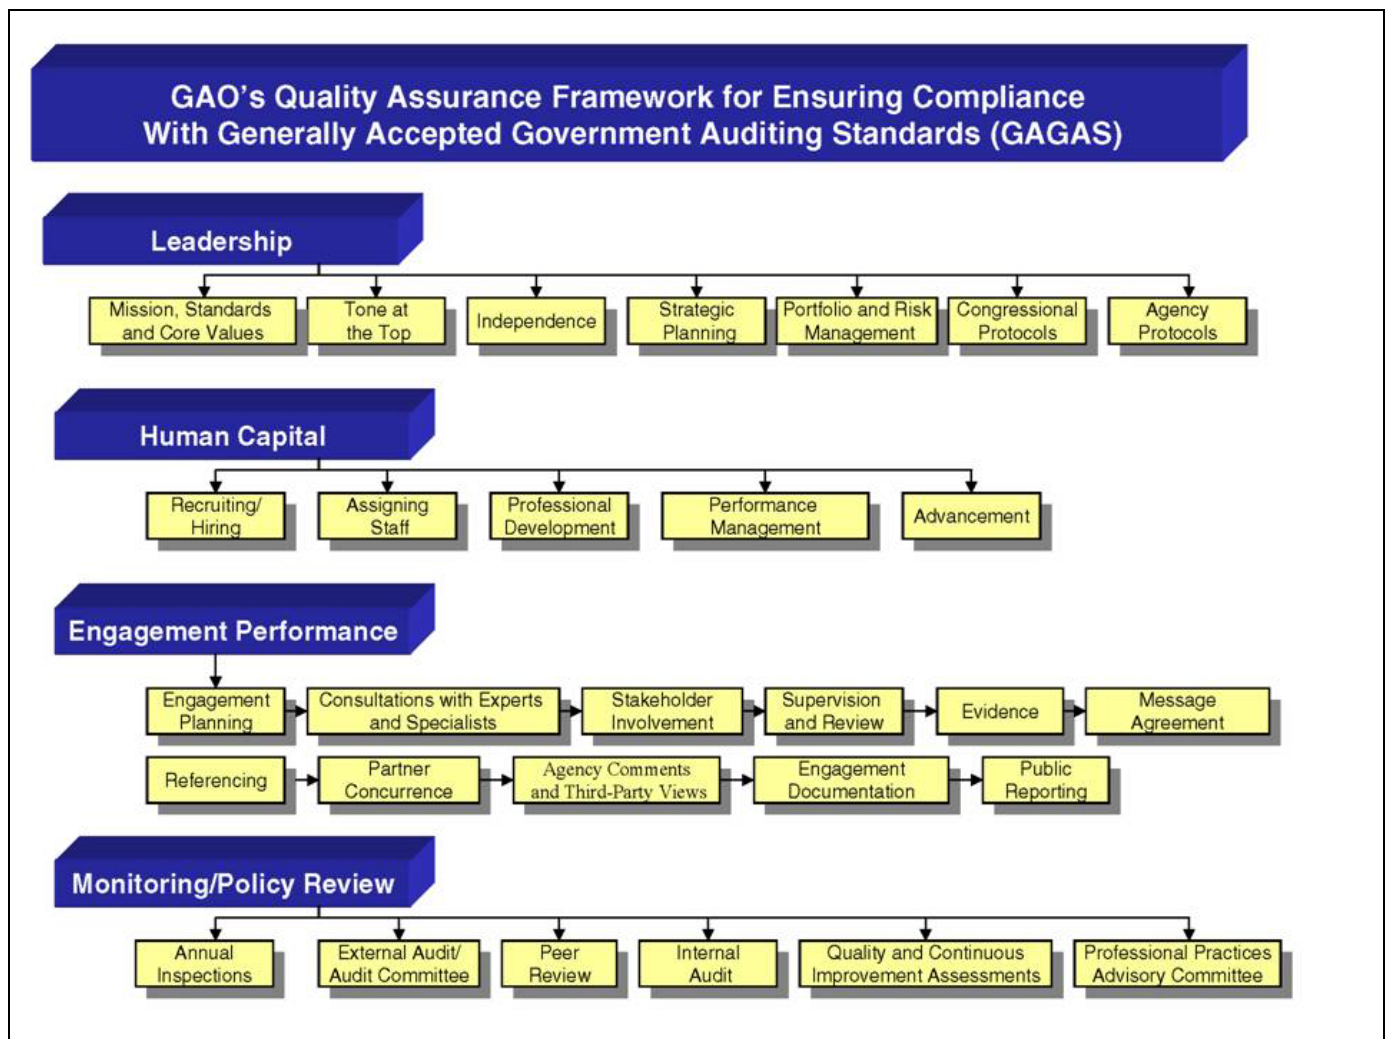 GAO's Quality Assurance Framework for Ensuring Compliance
With Generally Accepted Government Auditing Standards (GAGAS)
Leadership
Mission, Standards
and Core Values
Tone at
the Top
Independence
Strategic
Planning
Portfolio and Risk
Management
Congressional
Protocols
Agency
Protocols
Human Capital
Recruiting/
Hiring
Assigning
Staff
Professional
Development
Performance
Management
Advancement
Engagement Performance
Engagement
Planning
Consultations with Experts
and Specialists
Stakeholder
Involvement
Supervision
and Review
Evidence
Message
Agreement
Referencing
Partner
Concurrence
Agency Comments
and Third-Party Views
Engagement
Documentation
Public
Reporting
Monitoring/Policy Review
Annual
Inspections
External Audit/
Audit Committee
Peer
Review
Internal
Audit
Quality and Continuous
Improvement Assessments
Professional Practices
Advisory Committee